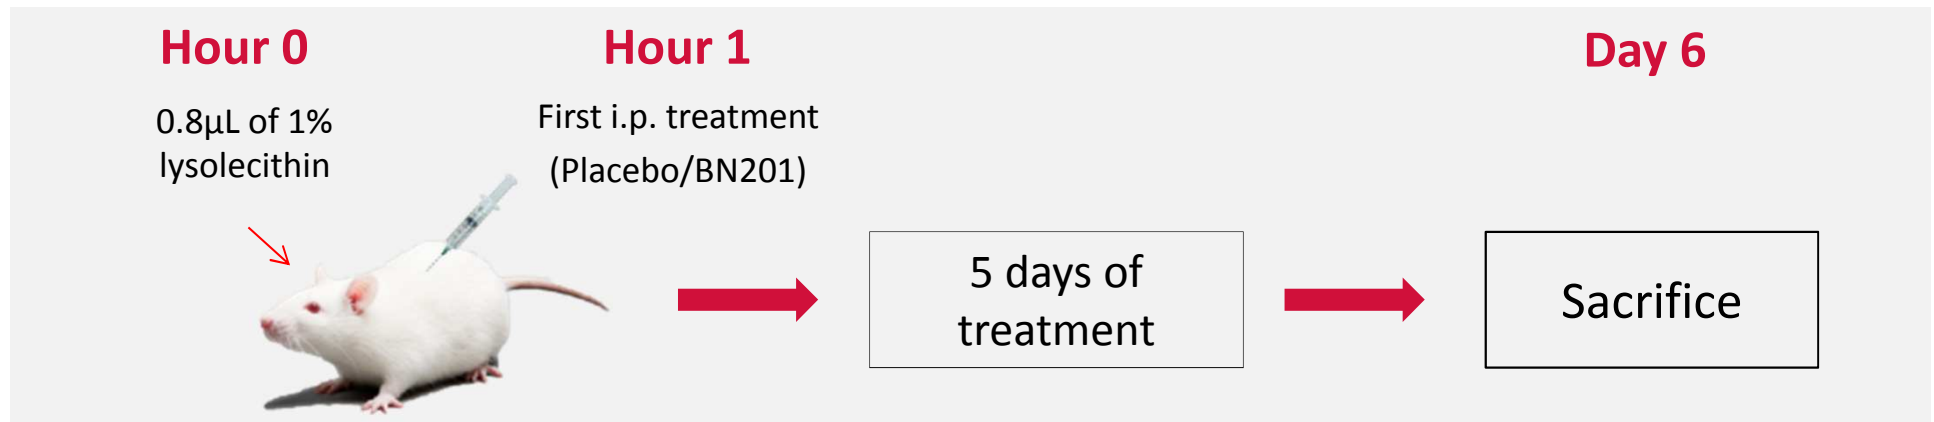 Hour 0
0.8µL of 1%
lysolecithin
Hour 1
First i.p. treatment
(Placebo/BN201)
5 days of
treatment
Day 6
Sacrifice